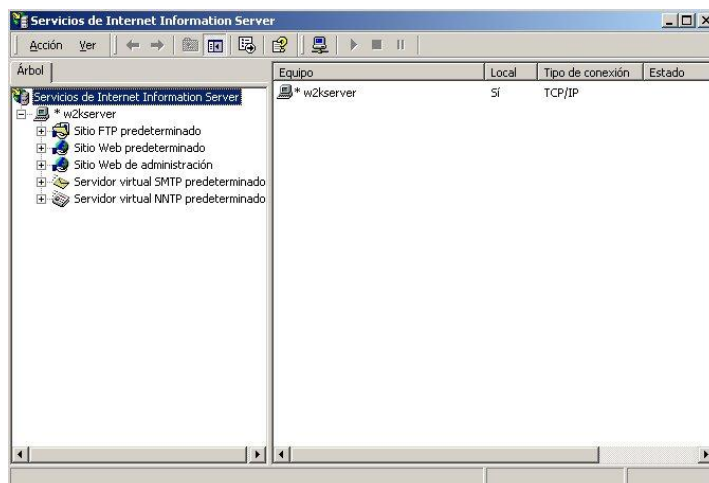 Servicios de Internet Information Server
Acción Ver
Árbol
Servicios de Internet Information Server
* w2kserver
Sitio FTP predeterminado
Sitio Web predeterminado
Sitio Web de administración
Servidor virtual SMTP predeterminado
Servidor virtual NNTP predeterminado
Equipo Local Tipo de conexión Estado
* w2kserver Sí TCP/IP